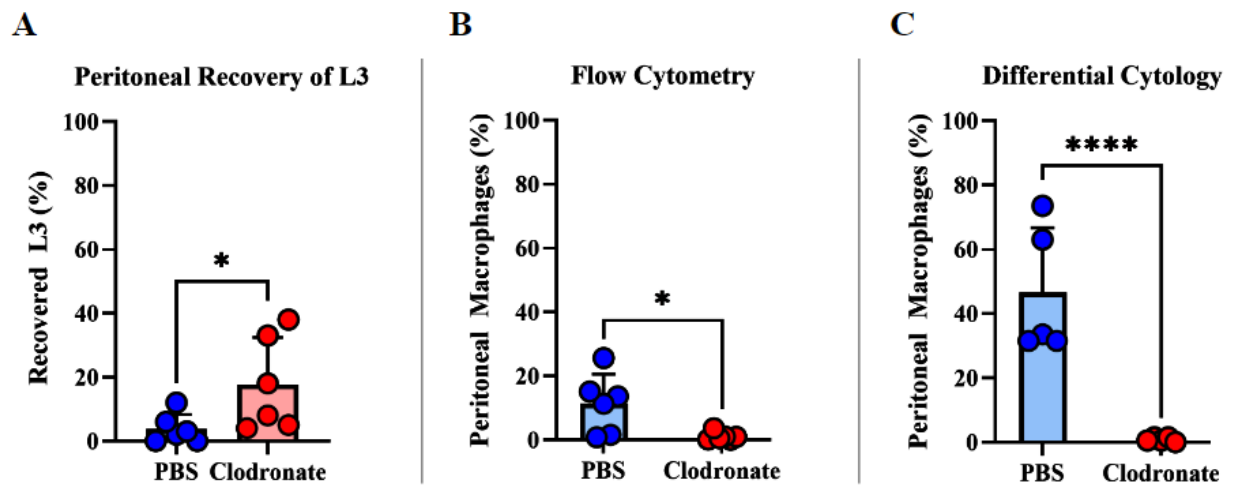 A
B
C
Peritoneal Recovery of L3
Flow Cytometry
Differential Cytology
Recovered L3 (%)
100
80
60
40
20
0
*
PBS Clodronate
Peritoneal Macrophages (%)
100
80
60
40
20
0
*
PBS Clodronate
Peritoneal Macrophages (%)
100
80
60
40
20
0
****
PBS Clodronate